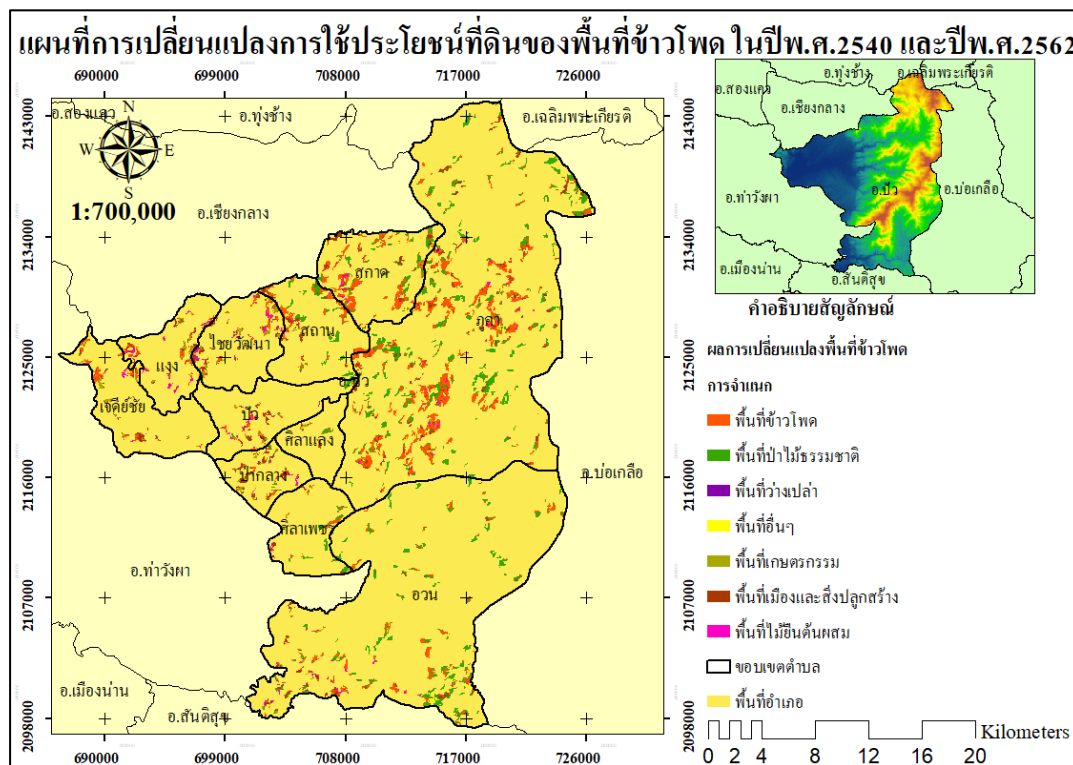 แผนที่การเปลี่ยนแปลงการใช้ประโยชน์ที่ดินของพื้นที่ข้าวโพด ในปีพ.ศ.2540 และปีพ.ศ.2562
690000 699000 708000 717000 726000
2143000 2134000 2125000 2116000 2107000 2098000
อ.สองแคว
อ.ทุ่งช้าง
อ.เฉลิมพระเกียรติ
N
W E
S
1:700,000
อ.เชียงกลาง
สกาด
ภูคา
สถาน
ไชยวัฒนา
แงง
อ.ปัว
เจดีย์ชัย
ปัว
ศิลาแลง
ป่ากลาง
อ.บ่อเกลือ
ศิลาเพชร
อ.ท่าวังผา
อวน
อ.เมืองน่าน
อ.สันติสุข
690000 699000 708000 717000 726000
2143000 2134000 2125000 2116000 2107000 2098000
อ.ทุ่งช้าง
อ.เฉลิมพระเกียรติ
อ.สองแคว
อ.เชียงกลาง
อ.ปัว
อ.บ่อเกลือ
อ.ท่าวังผา
อ.เมืองน่าน
อ.สันติสุข
คำอธิบายสัญลักษณ์
ผลการเปลี่ยนแปลงพื้นที่ข้าวโพด
การจำแนก
พื้นที่ข้าวโพด
พื้นที่ป่าไม้ธรรมชาติ
พื้นที่ว่างเปล่า
พื้นที่อื่นๆ
พื้นที่เกษตรกรรม
พื้นที่เมืองและสิ่งปลูกสร้าง
พื้นที่ไม้ยืนต้นผสม
ขอบเขตตำบล
พื้นที่อำเภอ
Kilometers
0 2 4 8 12 16 20